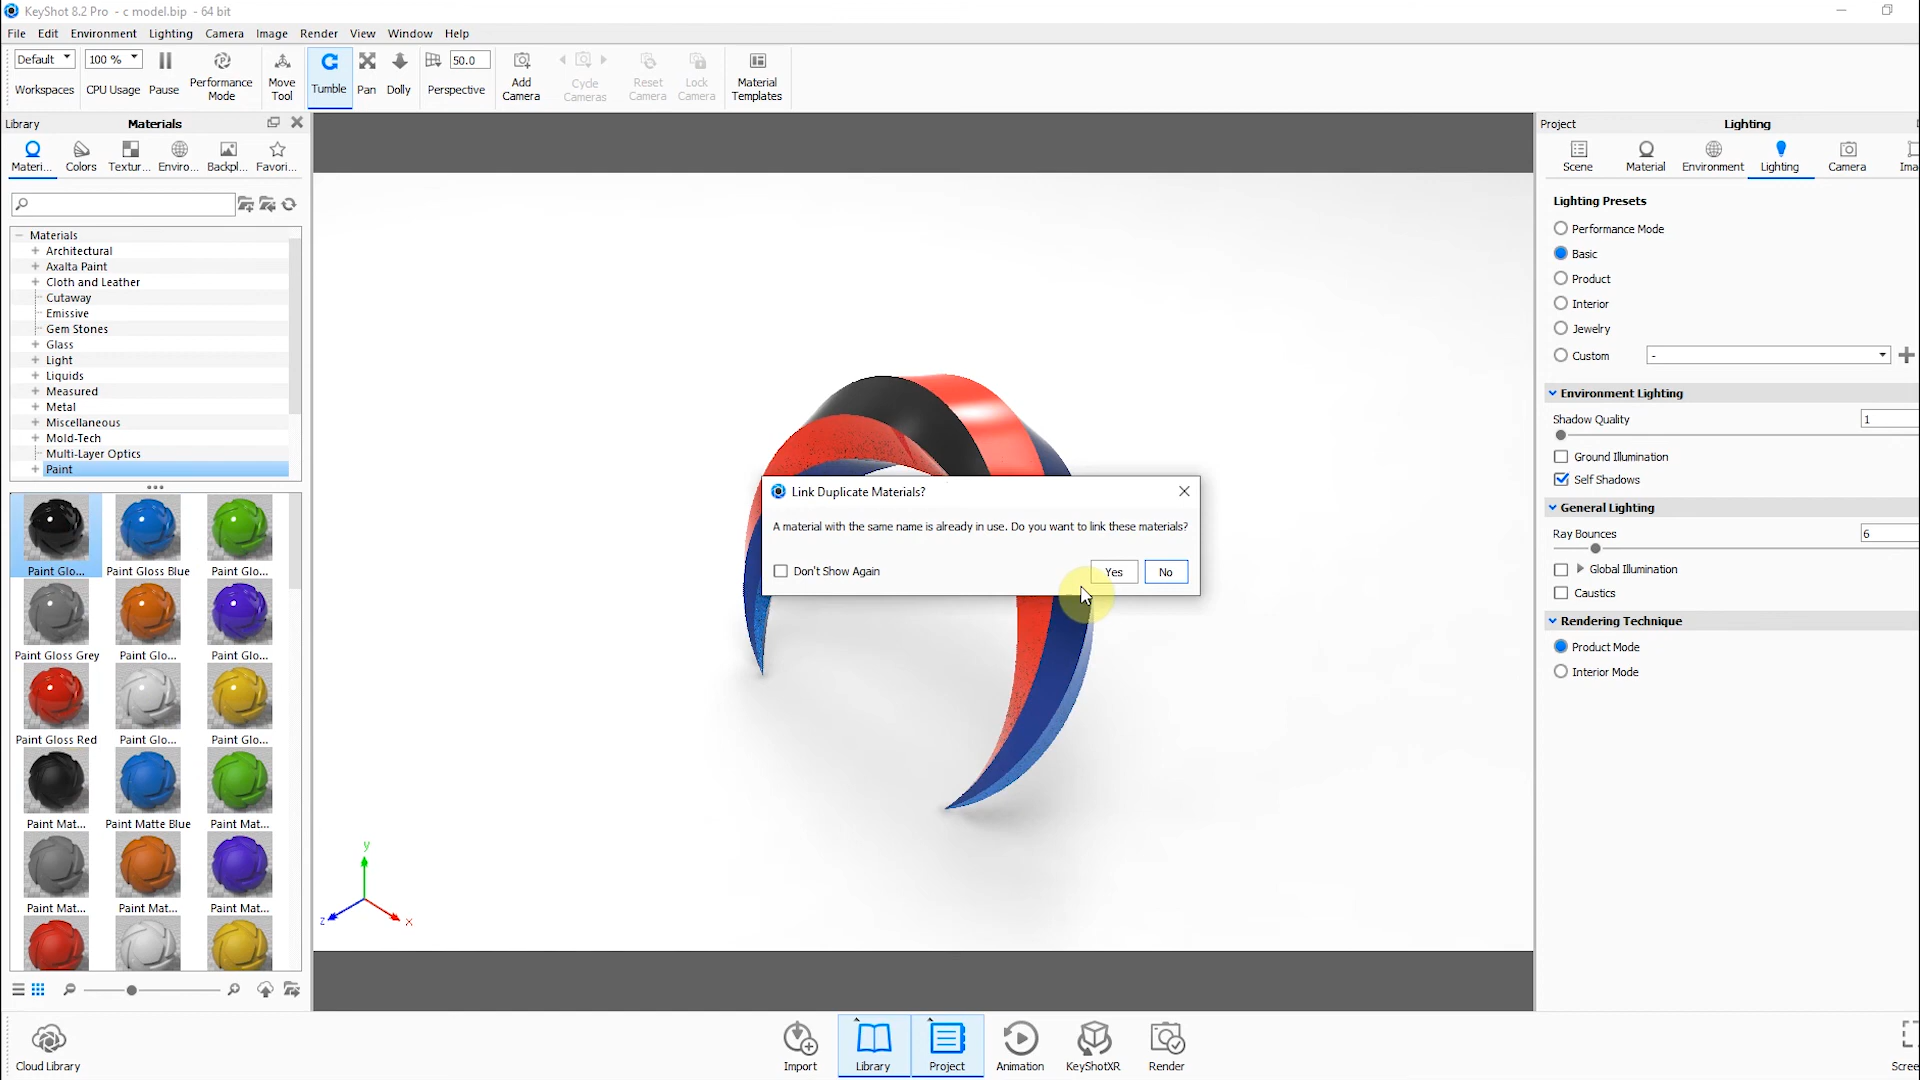 KeyShot 8.2 Pro - c model.bip - 64 bit
File Edit Environment Lighting Camera Image Render View Window Help
Default 100 % 50.0
Workspaces CPU Usage Pause Performance Mode Move Tool Tumble Pan Dolly Perspective Add Camera Cycle Cameras Reset Camera Lock Camera Material Templates
Library Materials
Materi... Colors Textur... Enviro... Backpl... Favori...
Materials
Architectural
Axalta Paint
Cloth and Leather
Cutaway
Emissive
Gem Stones
Glass
Light
Liquids
Measured
Metal
Miscellaneous
Mold-Tech
Multi-Layer Optics
Paint
Paint Glo... Paint Gloss Blue Paint Glo...
Paint Gloss Grey Paint Glo... Paint Glo...
Paint Gloss Red Paint Glo... Paint Glo...
Paint Mat... Paint Matte Blue Paint Mat...
Paint Mat... Paint Mat... Paint Mat...
Link Duplicate Materials?
A material with the same name is already in use. Do you want to link these materials?
Don't Show Again Yes No
y
z x
Project Lighting
Scene Material Environment Lighting Camera Ima
Lighting Presets
Performance Mode
Basic
Product
Interior
Jewelry
Custom -
Environment Lighting
Shadow Quality 1
Ground Illumination
Self Shadows
General Lighting
Ray Bounces 6
Global Illumination
Caustics
Rendering Technique
Product Mode
Interior Mode
Cloud Library Import Library Project Animation KeyShotXR Render Scree